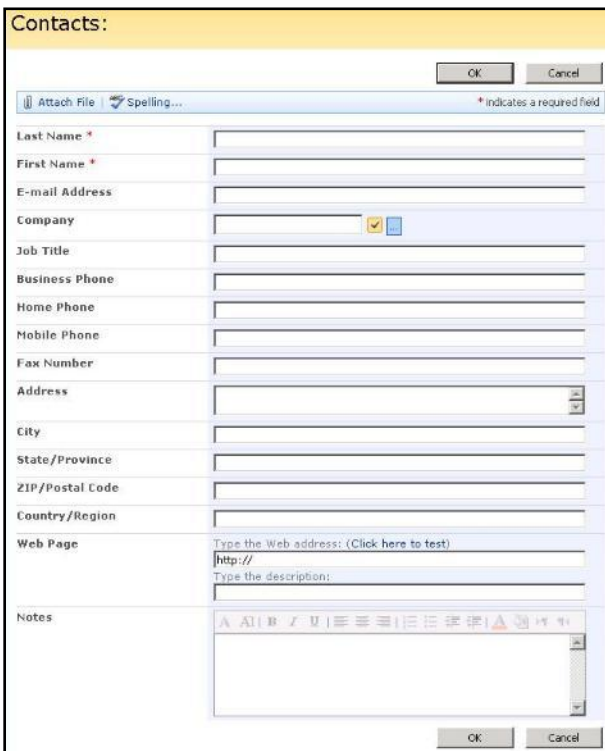 Contacts:
OK Cancel
Attach File | Spelling... * indicates a required field
Last Name *
First Name *
E-mail Address
Company
...
Job Title
Business Phone
Home Phone
Mobile Phone
Fax Number
Address
City
State/Province
ZIP/Postal Code
Country/Region
Web Page Type the Web address: (Click here to test)
http://
Type the description:
Notes
A A| B I U A
OK Cancel